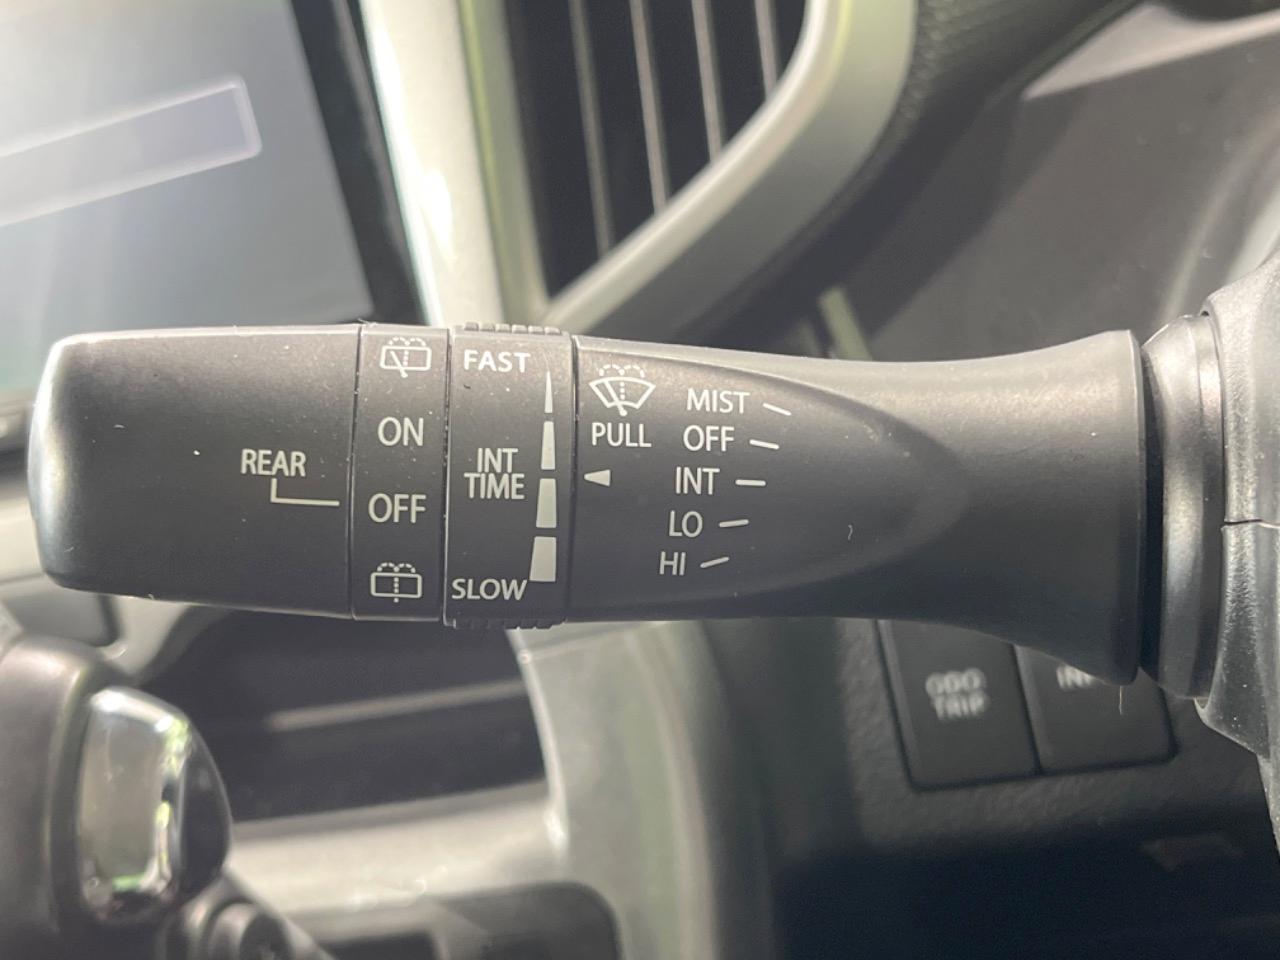 REAR
ON
OFF
FAST
INT
TIME
SLOW
PULL
MIST
OFF
INT
LO
HI
ODO
TRIP